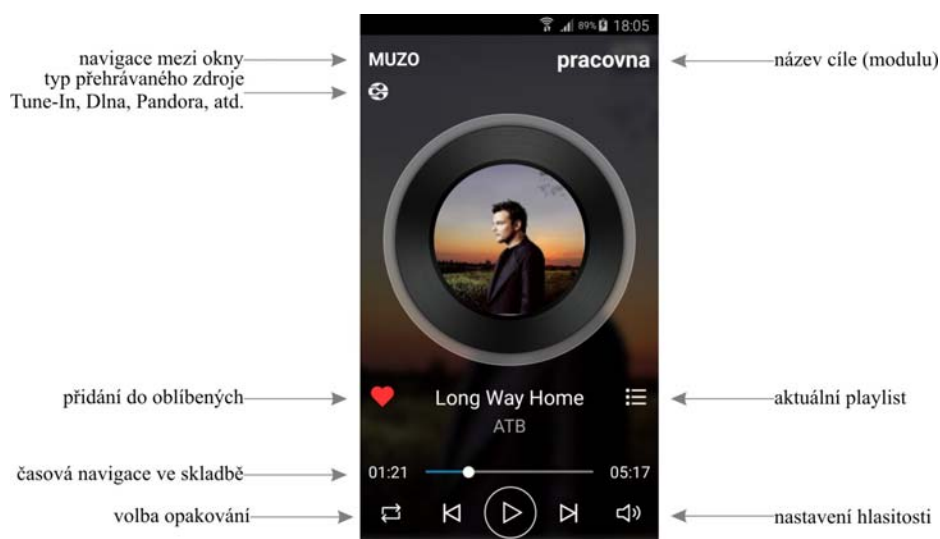 89% 18:05
navigace mezi okny
typ přehrávaného zdroje
Tune-In, Dlna, Pandora, atd.
MUZO
pracovna
název cíle (modulu)
přidání do oblíbených
Long Way Home
ATB
aktuální playlist
časová navigace ve skladbě
01:21
05:17
volba opakování
nastavení hlasitosti